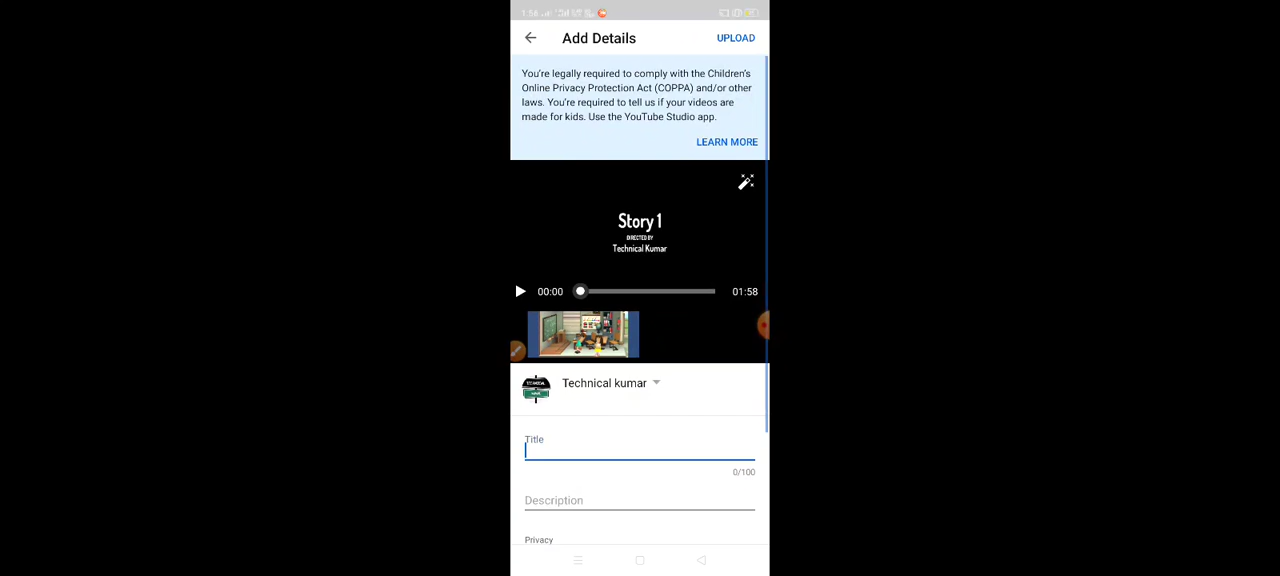 1:56
Add Details
UPLOAD
You're legally required to comply with the Children's
Online Privacy Protection Act (COPPA) and/or other
laws. You're required to tell us if your videos are
made for kids. Use the YouTube Studio app.
LEARN MORE
Story 1
DIRECTED BY
Technical Kumar
00:00
01:58
Technical kumar
Title
0/100
Description
Privacy